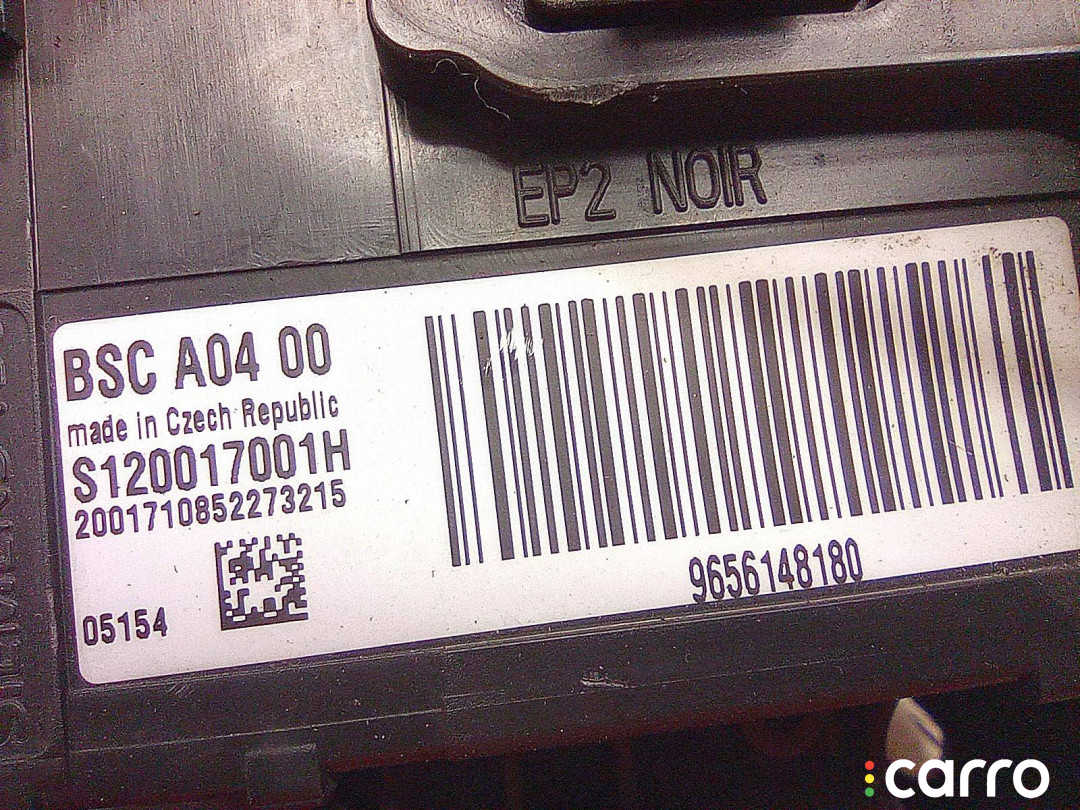 EP2 NOIR
BSC A04 00
made in Czech Republic
S120017001H
2001710852273215
05154
9656148180
carro